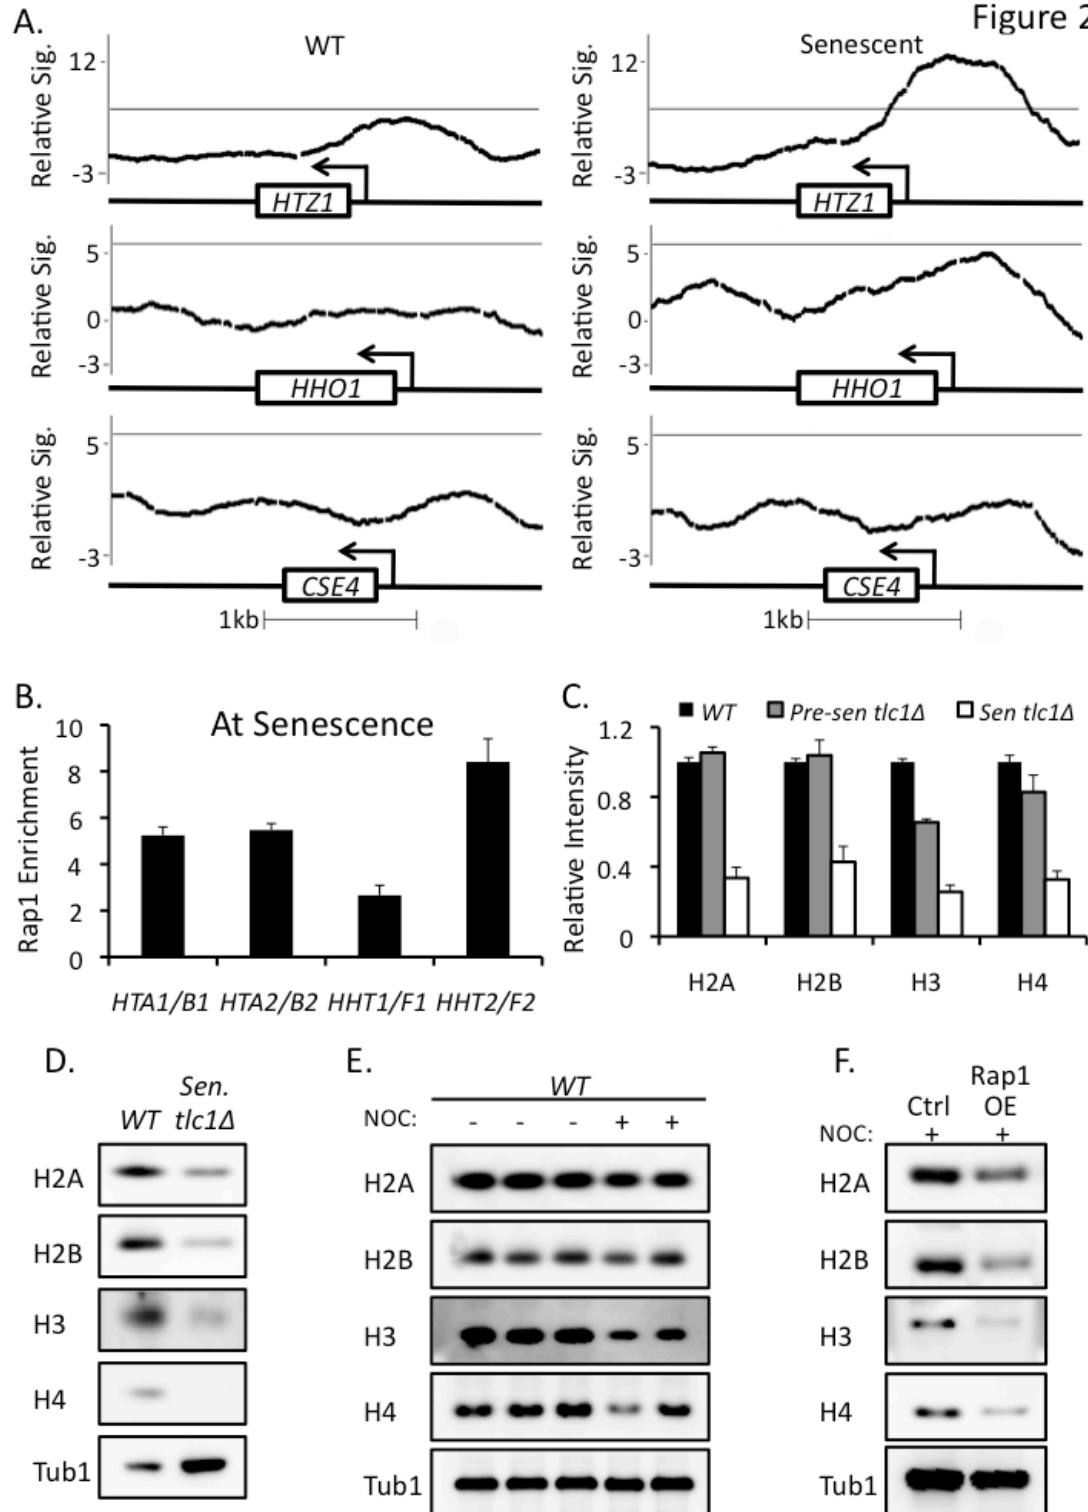 Figure 2
A.
WT
Senescent
Relative Sig.
12
-3
HTZ1
Relative Sig.
12
-3
HTZ1
Relative Sig.
5
0
-3
HHO1
Relative Sig.
5
0
-3
HHO1
Relative Sig.
5
-3
CSE4
1kb
Relative Sig.
5
-3
CSE4
1kb
B.
At Senescence
Rap1 Enrichment
10
8
6
4
2
0
HTA1/B1 HTA2/B2 HHT1/F1 HHT2/F2
C.
WT Pre-sen tlc1Δ Sen tlc1Δ
Relative Intensity
1.2
0.8
0.4
0
H2A H2B H3 H4
D.
Sen.
WT tlc1Δ
H2A
H2B
H3
H4
Tub1
E.
WT
NOC: - - - + +
H2A
H2B
H3
H4
Tub1
F.
Rap1
Ctrl OE
NOC: + +
H2A
H2B
H3
H4
Tub1